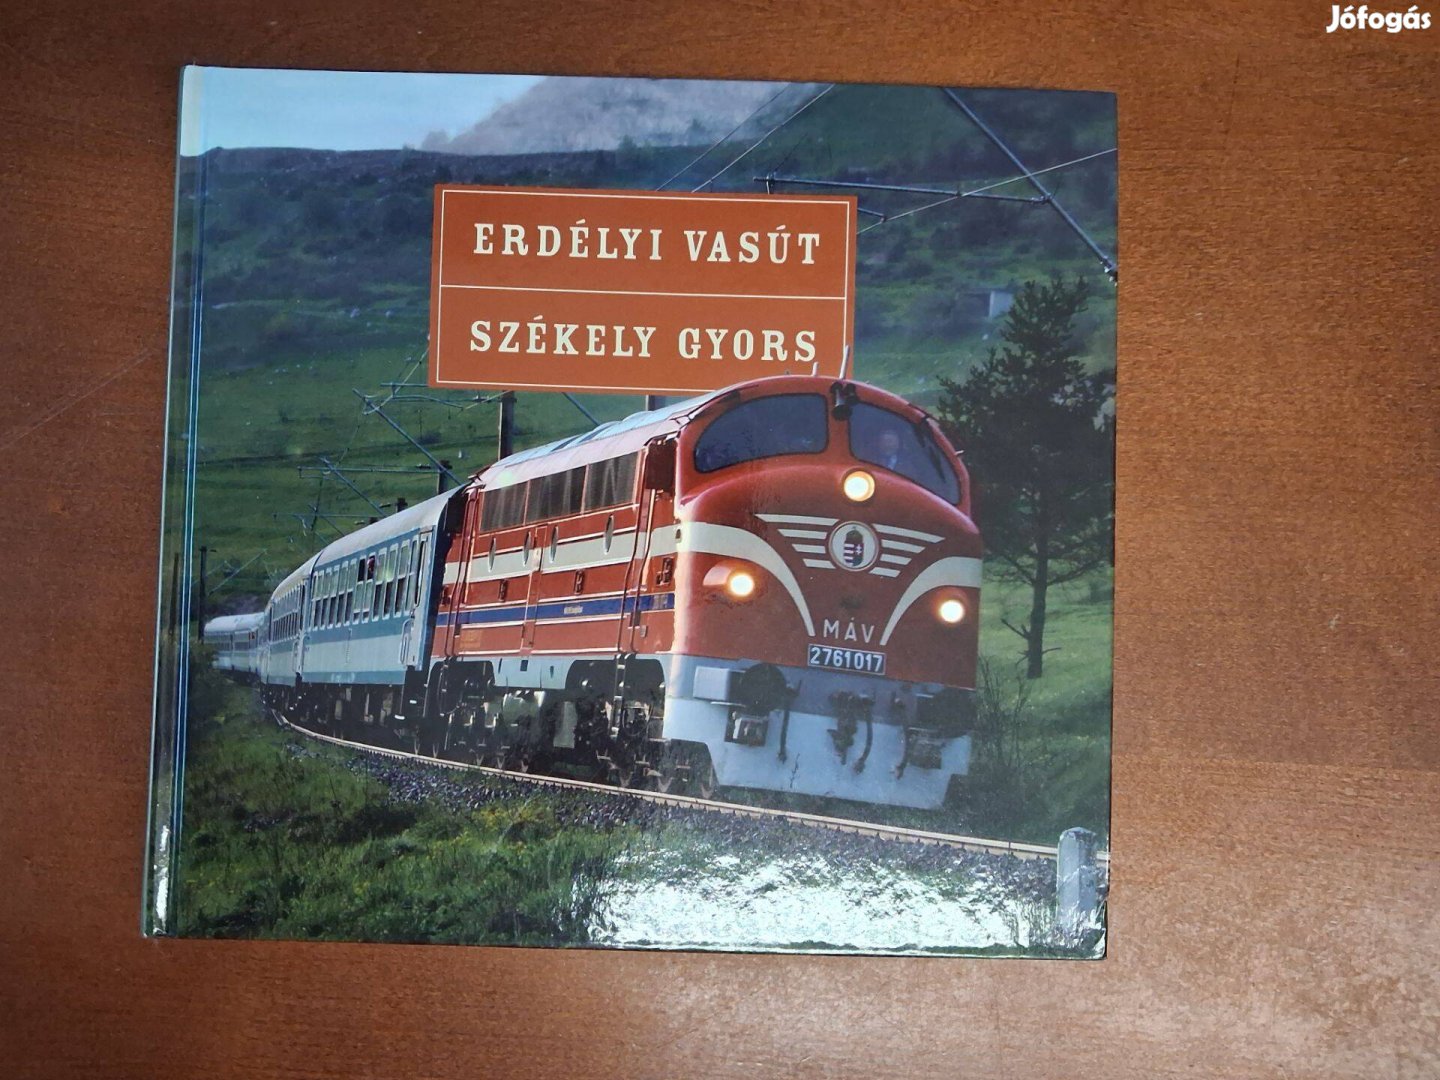 Jófogás
ERDÉLYI VASÚT
SZÉKELY GYORS
MÁV
2761017